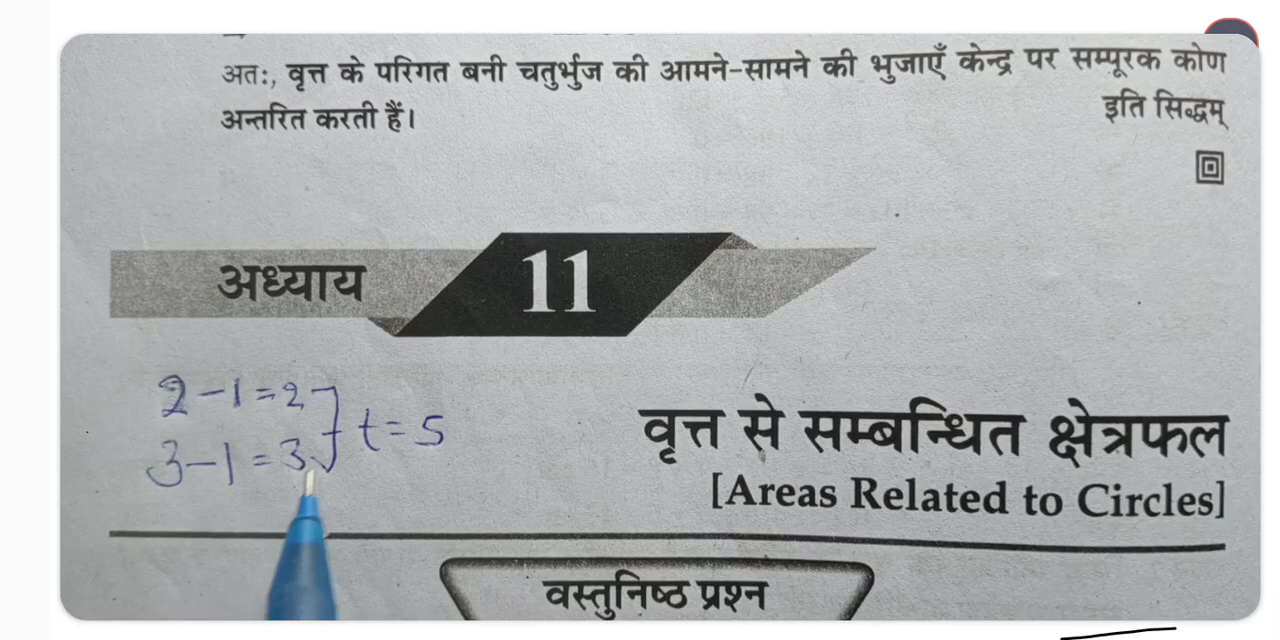 अतः, वृत्त के परिगत बनी चतुर्भुज की आमने-सामने की भुजाएँ केन्द्र पर सम्पूरक कोण
अन्तरित करती हैं।
इति सिद्धम्
अध्याय 11
2-1=2
3-1=3
t=5
वृत्त से सम्बन्धित क्षेत्रफल
[Areas Related to Circles]
वस्तुनिष्ठ प्रश्न